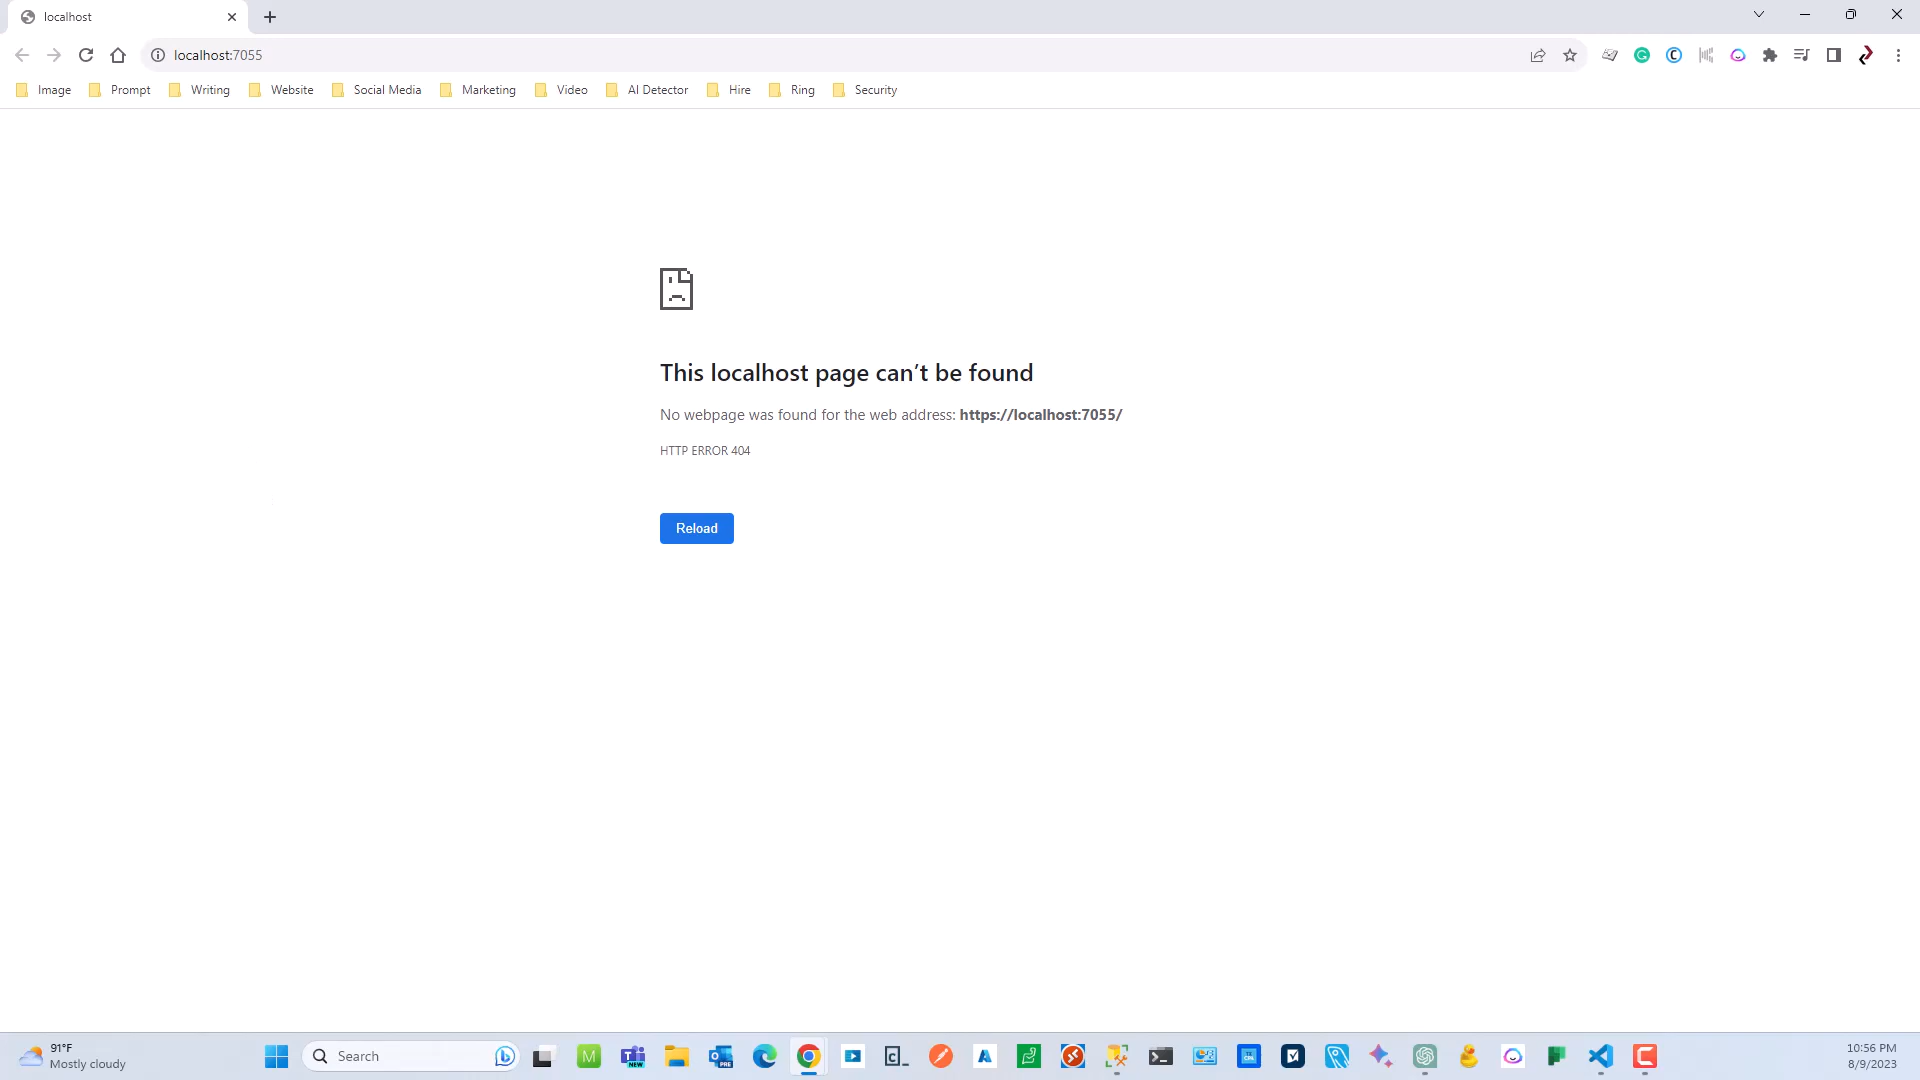 localhost
localhost:7055
Image Prompt Writing Website Social Media Marketing Video AI Detector Hire Ring Security
This localhost page can’t be found
No webpage was found for the web address: https://localhost:7055/
HTTP ERROR 404
Reload
91°F
Mostly cloudy
Search
10:56 PM
8/9/2023